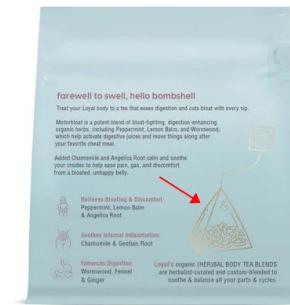 farewell to swell, hello bombshell
Treat your Loyal body to a tea that eases digestion and cuts bloat with every sip.
Motorbloat is a potent blend of bloat-fighting, digestion-enhancing
organic herbs, including Peppermint, Lemon Balm, and Wormwood,
which help activate digestive juices and move things along after
your favorite cheat meal.
Added Chamomile and Angelica Root calm and soothe
your insides to help ease pain, gas, and discomfort
from a bloated, unhappy belly.
Relieves Bloating & Discomfort
Peppermint, Lemon Balm
& Angelica Root
Soothes Internal Inflammation
Chamomile & Gentian Root
Enhances Digestion
Wormwood, Fennel
& Ginger
Loyal's organic (HER)BAL BODY TEA BLENDS
are herbalist-curated and custom-blended to
soothe & balance all your parts & cycles.